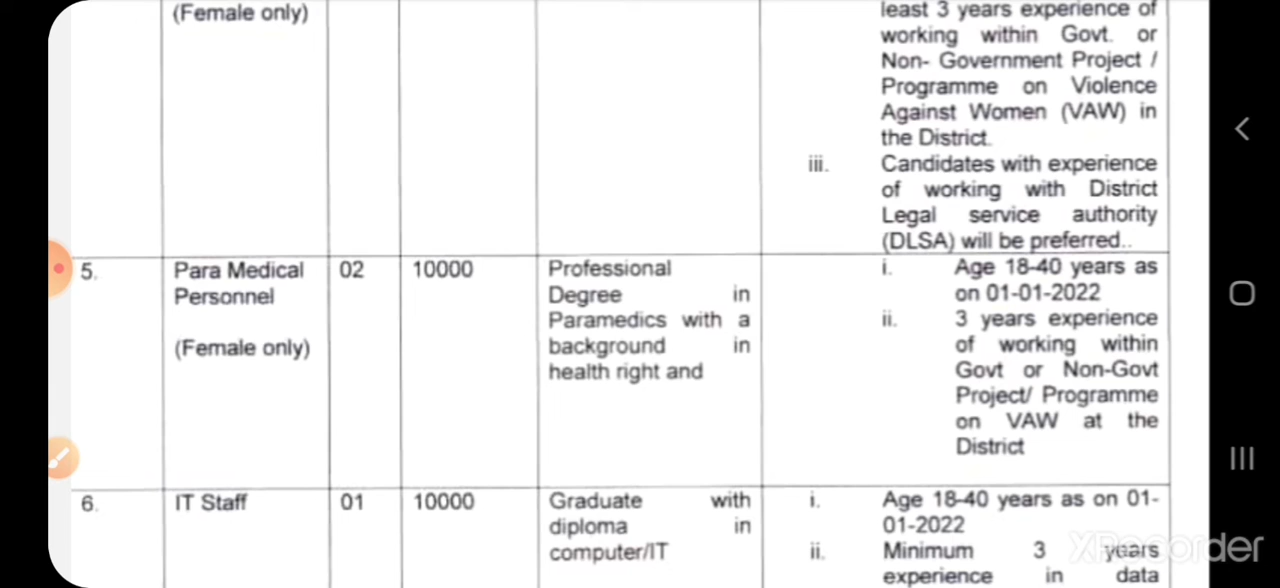 (Female only)
least 3 years experience of
working within Govt. or
Non- Government Project /
Programme on Violence
Against Women (VAW) in
the District.
iii. Candidates with experience
of working with District
Legal service authority
(DLSA) will be preferred..
5.
Para Medical
Personnel
(Female only)
02
10000
Professional
Degree in
Paramedics with a
background in
health right and
i. Age 18-40 years as
on 01-01-2022
ii. 3 years experience
of working within
Govt or Non-Govt
Project/ Programme
on VAW at the
District
6.
IT Staff
01
10000
Graduate with
diploma in
computer/IT
i. Age 18-40 years as on 01-
01-2022
ii. Minimum 3 years
experience in data
XRecorder